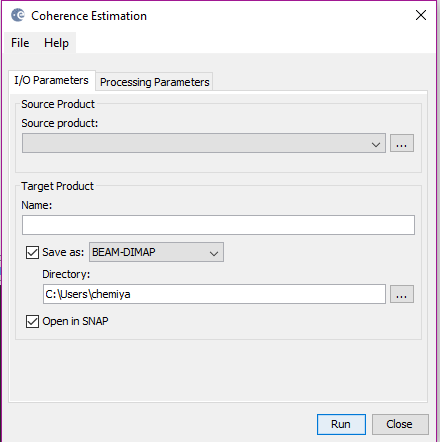 Coherence Estimation
File Help
I/O Parameters Processing Parameters
Source Product
Source product:
...
Target Product
Name:
Save as: BEAM-DIMAP
Directory:
C:\Users\chemiya
...
Open in SNAP
Run Close